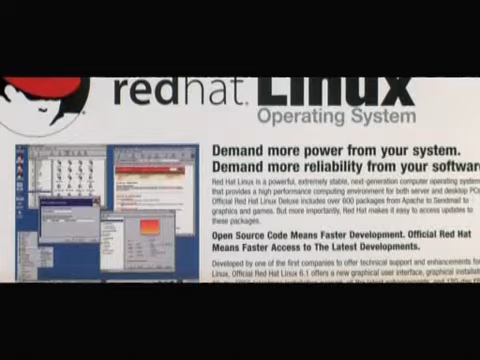 redhat. Linux
Operating System
Demand more power from your system.
Demand more reliability from your software
Red Hat Linux is a powerful, extremely stable, next-generation computer operating system
that provides a high performance computing environment for both server and desktop PCs
Official Red Hat Linux Deluxe includes over 600 packages from Apache to Sendmail to
graphics and games. But more importantly, Red Hat makes it easy to access updates to
these packages.
Open Source Code Means Faster Development. Official Red Hat
Means Faster Access to The Latest Developments.
Developed by one of the first companies to offer technical support and enhancements for
Linux, Official Red Hat Linux 6.1 offers a new graphical user interface, graphical installat